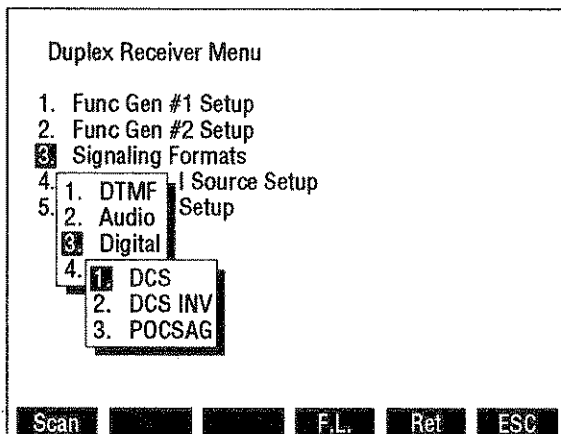 Duplex Receiver Menu
1. Func Gen #1 Setup
2. Func Gen #2 Setup
3. Signaling Formats
4. l Source Setup
5. Setup
1. DTMF
2. Audio
3. Digital
4.
1. DCS
2. DCS INV
3. POCSAG
Scan F.L. Ret ESC